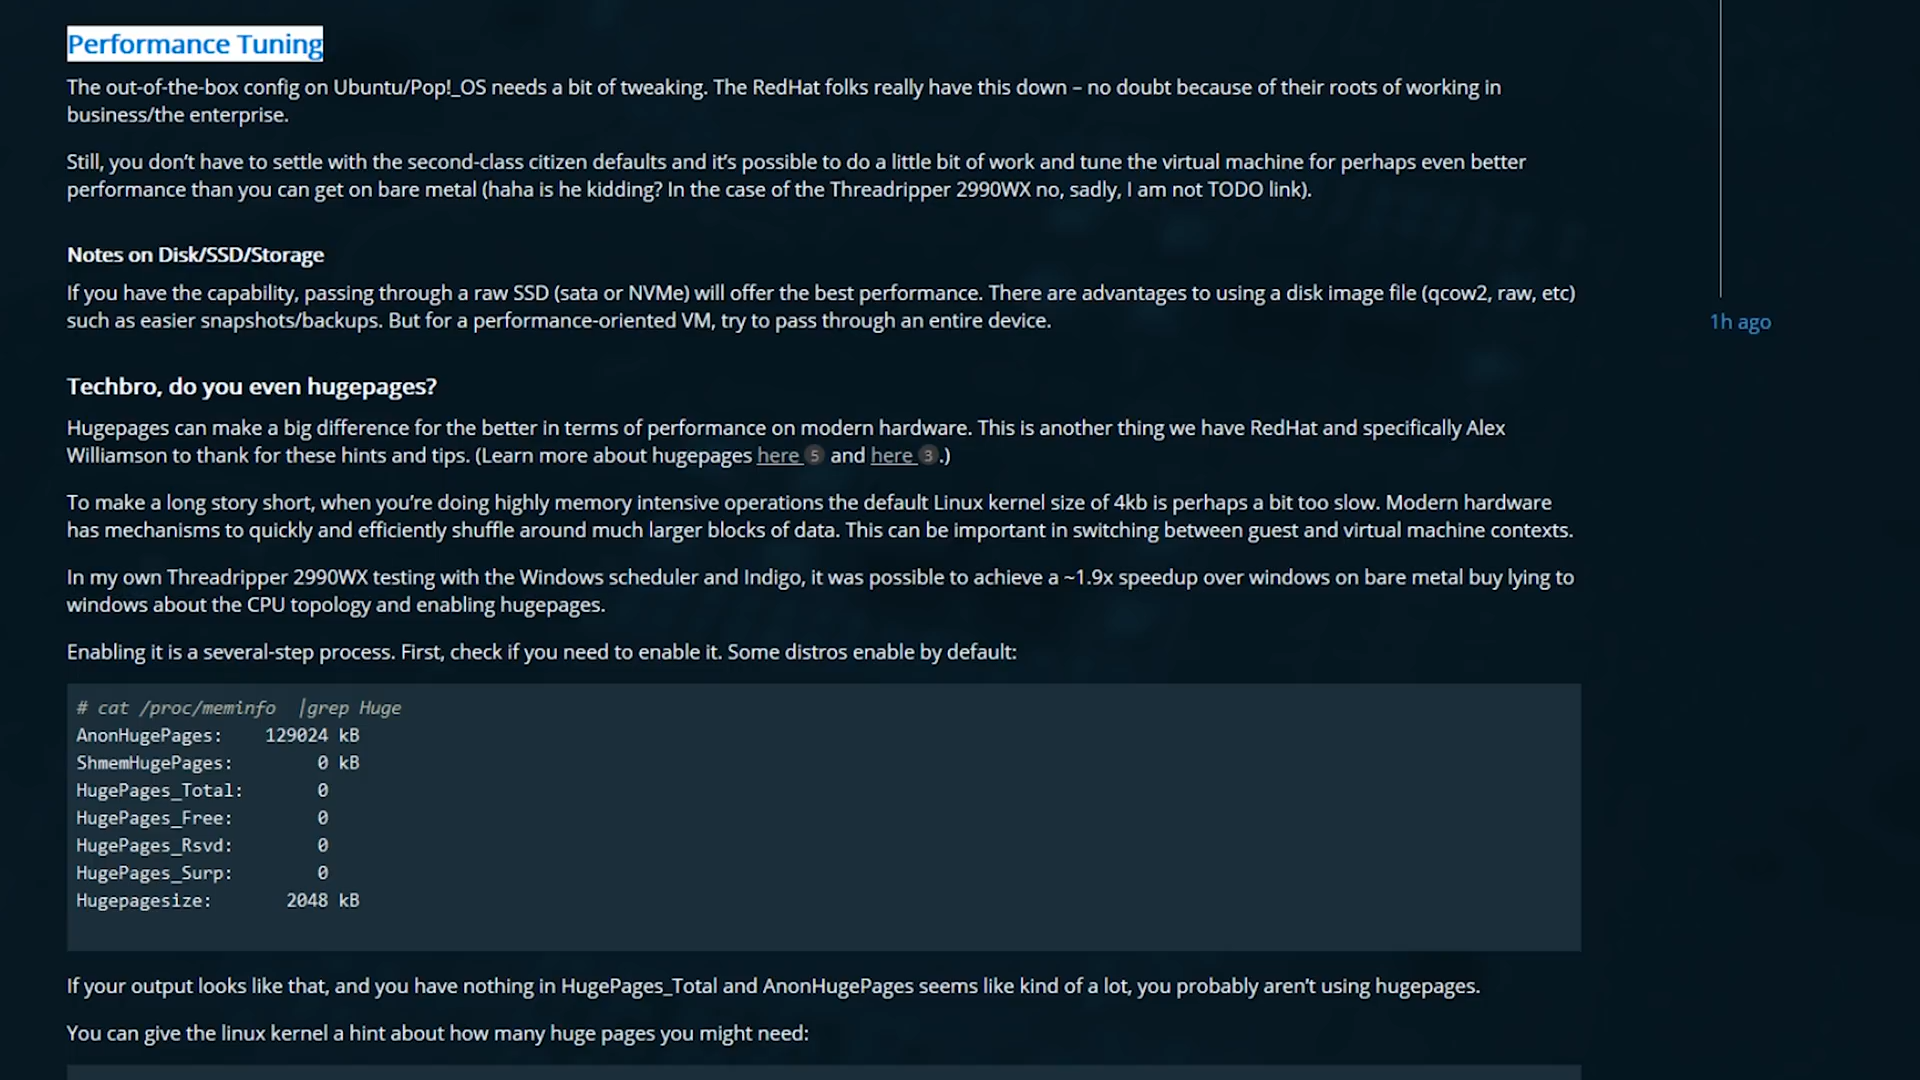 Performance Tuning
The out-of-the-box config on Ubuntu/Pop!_OS needs a bit of tweaking. The RedHat folks really have this down – no doubt because of their roots of working in
business/the enterprise.
Still, you don’t have to settle with the second-class citizen defaults and it’s possible to do a little bit of work and tune the virtual machine for perhaps even better
performance than you can get on bare metal (haha is he kidding? In the case of the Threadripper 2990WX no, sadly, I am not TODO link).
Notes on Disk/SSD/Storage
If you have the capability, passing through a raw SSD (sata or NVMe) will offer the best performance. There are advantages to using a disk image file (qcow2, raw, etc)
such as easier snapshots/backups. But for a performance-oriented VM, try to pass through an entire device.
1h ago
Techbro, do you even hugepages?
Hugepages can make a big difference for the better in terms of performance on modern hardware. This is another thing we have RedHat and specifically Alex
Williamson to thank for these hints and tips. (Learn more about hugepages here 5 and here 3.)
To make a long story short, when you’re doing highly memory intensive operations the default Linux kernel size of 4kb is perhaps a bit too slow. Modern hardware
has mechanisms to quickly and efficiently shuffle around much larger blocks of data. This can be important in switching between guest and virtual machine contexts.
In my own Threadripper 2990WX testing with the Windows scheduler and Indigo, it was possible to achieve a ~1.9x speedup over windows on bare metal buy lying to
windows about the CPU topology and enabling hugepages.
Enabling it is a several-step process. First, check if you need to enable it. Some distros enable by default:
# cat /proc/meminfo |grep Huge
AnonHugePages: 129024 kB
ShmemHugePages: 0 kB
HugePages_Total: 0
HugePages_Free: 0
HugePages_Rsvd: 0
HugePages_Surp: 0
Hugepagesize: 2048 kB
If your output looks like that, and you have nothing in HugePages_Total and AnonHugePages seems like kind of a lot, you probably aren’t using hugepages.
You can give the linux kernel a hint about how many huge pages you might need: